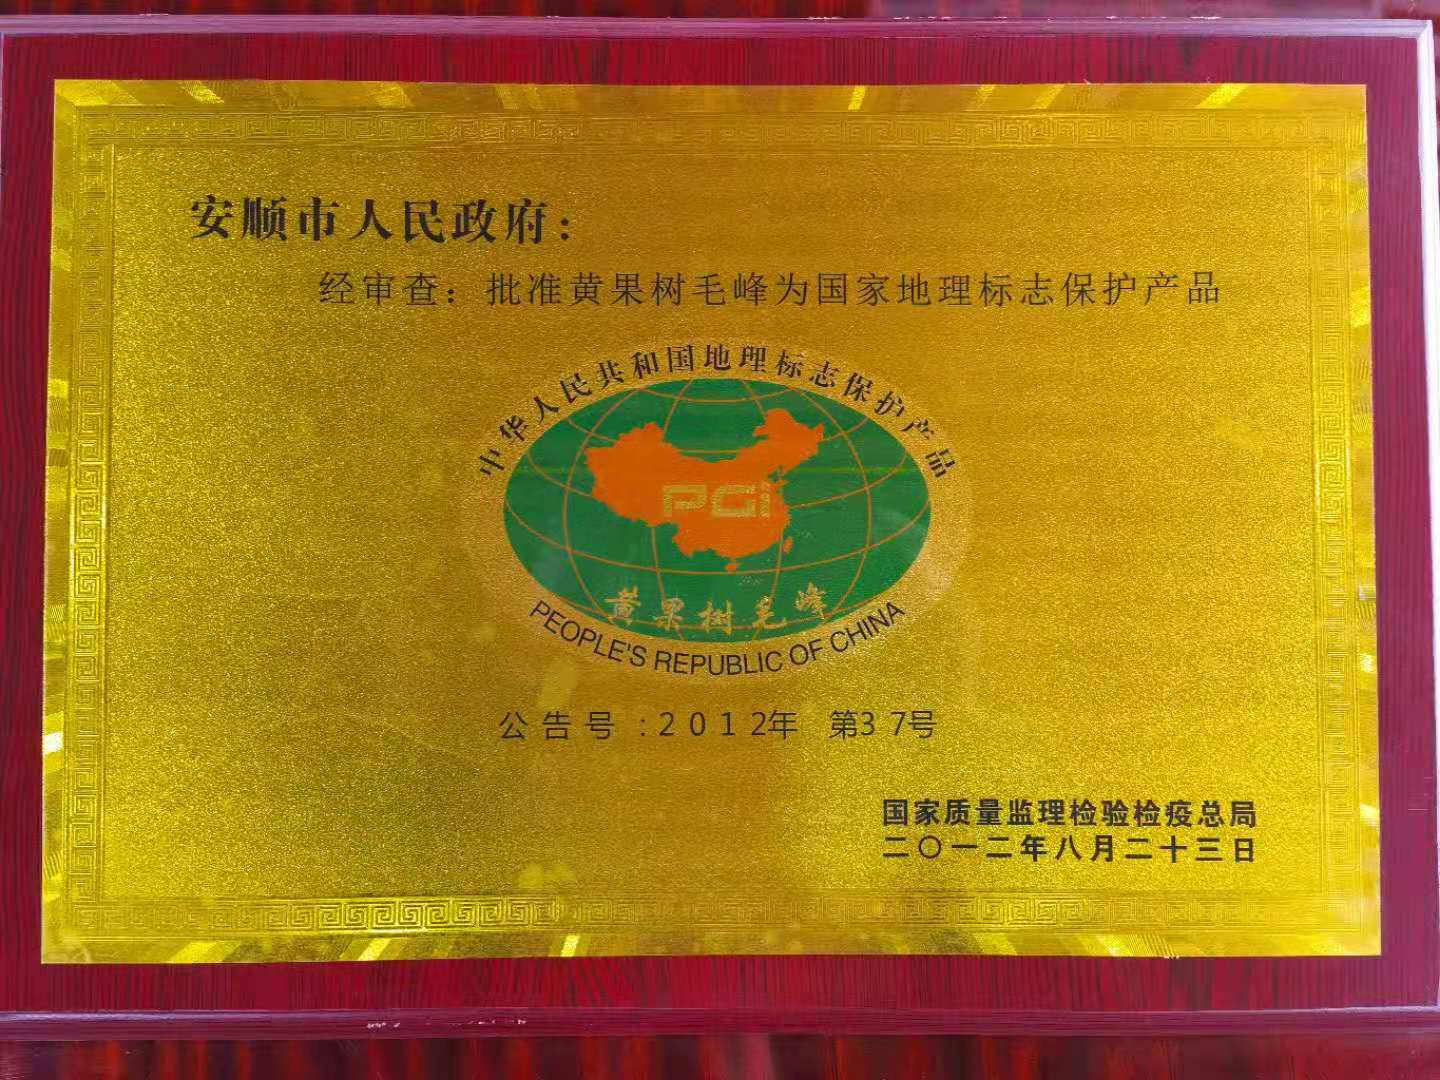 安顺市人民政府：
经审查：批准黄果树毛峰为国家地理标志保护产品
中华人民共和国地理标志保护产品
PGi
黄果树毛峰
PEOPLE'S REPUBLIC OF CHINA
公告号：2012年 第37号
国家质量监理检验检疫总局
二〇一二年八月二十三日